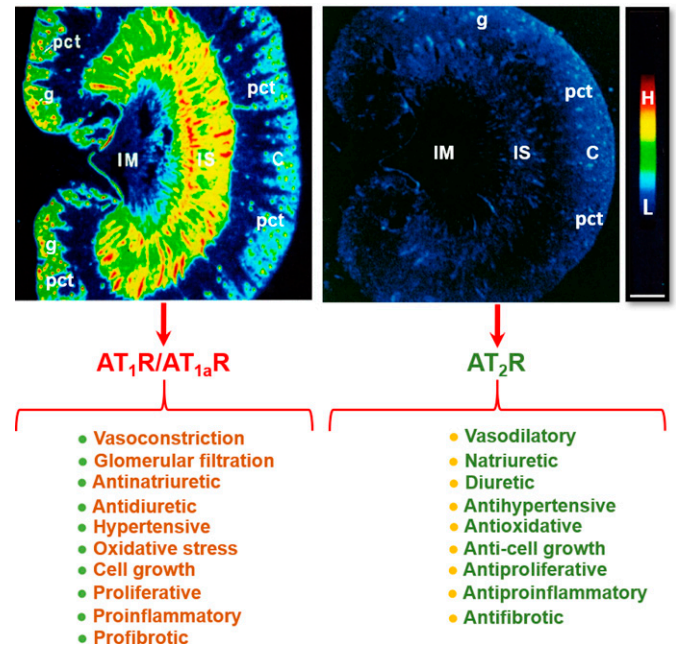 g
pct
g
IM
IS
pct
C
pct
g
pct
g
pct
IM
IS
C
pct
H
L
AT₁R/AT₁ₐR
Vasoconstriction
Glomerular filtration
Antinatriuretic
Antidiuretic
Hypertensive
Oxidative stress
Cell growth
Proliferative
Proinflammatory
Profibrotic
AT₂R
Vasodilatory
Natriuretic
Diuretic
Antihypertensive
Antioxidative
Anti-cell growth
Antiproliferative
Antiproinflammatory
Antifibrotic